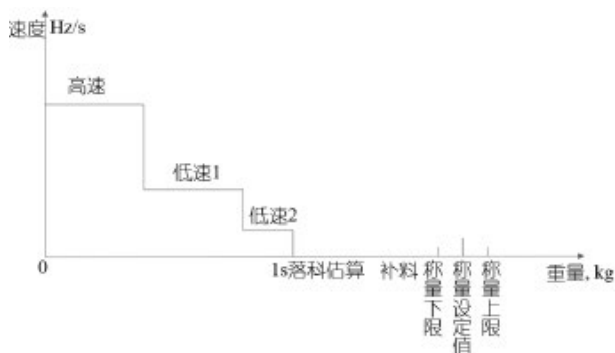 速度 Hz/s
高速
低速1
低速2
0
1s落科估算
补料
称量下限
称量设定值
称量上限
重量, kg